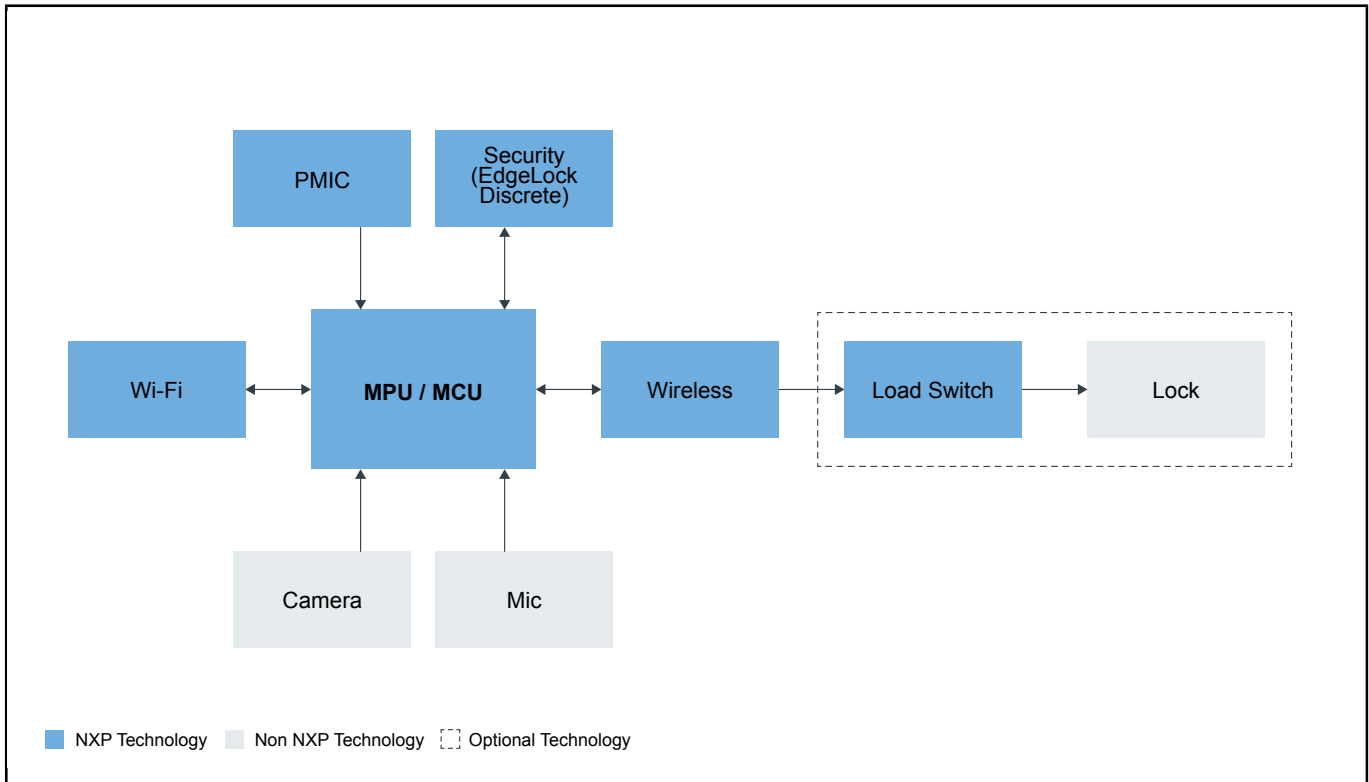 PMIC
Security
(EdgeLock
Discrete)
Wi-Fi
MPU / MCU
Wireless
Load Switch
Lock
Camera
Mic
NXP Technology
Non NXP Technology
Optional Technology